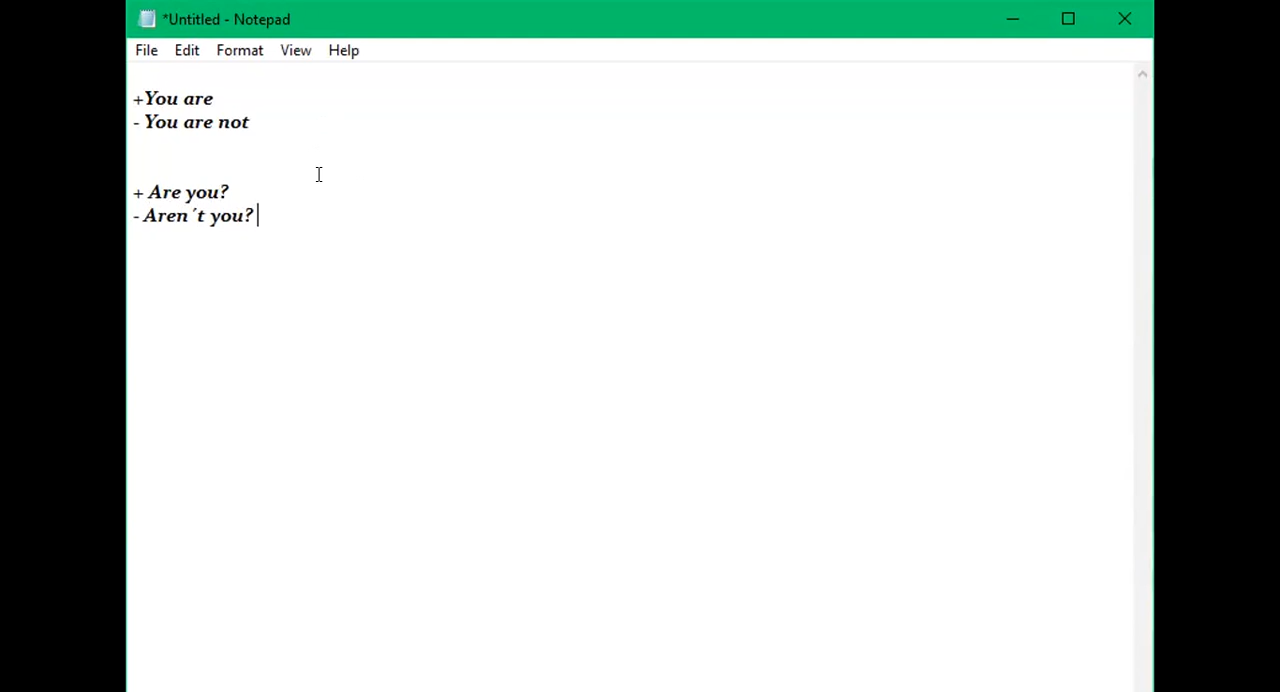 *Untitled - Notepad
File Edit Format View Help
+You are
- You are not
+ Are you?
- Aren´t you?